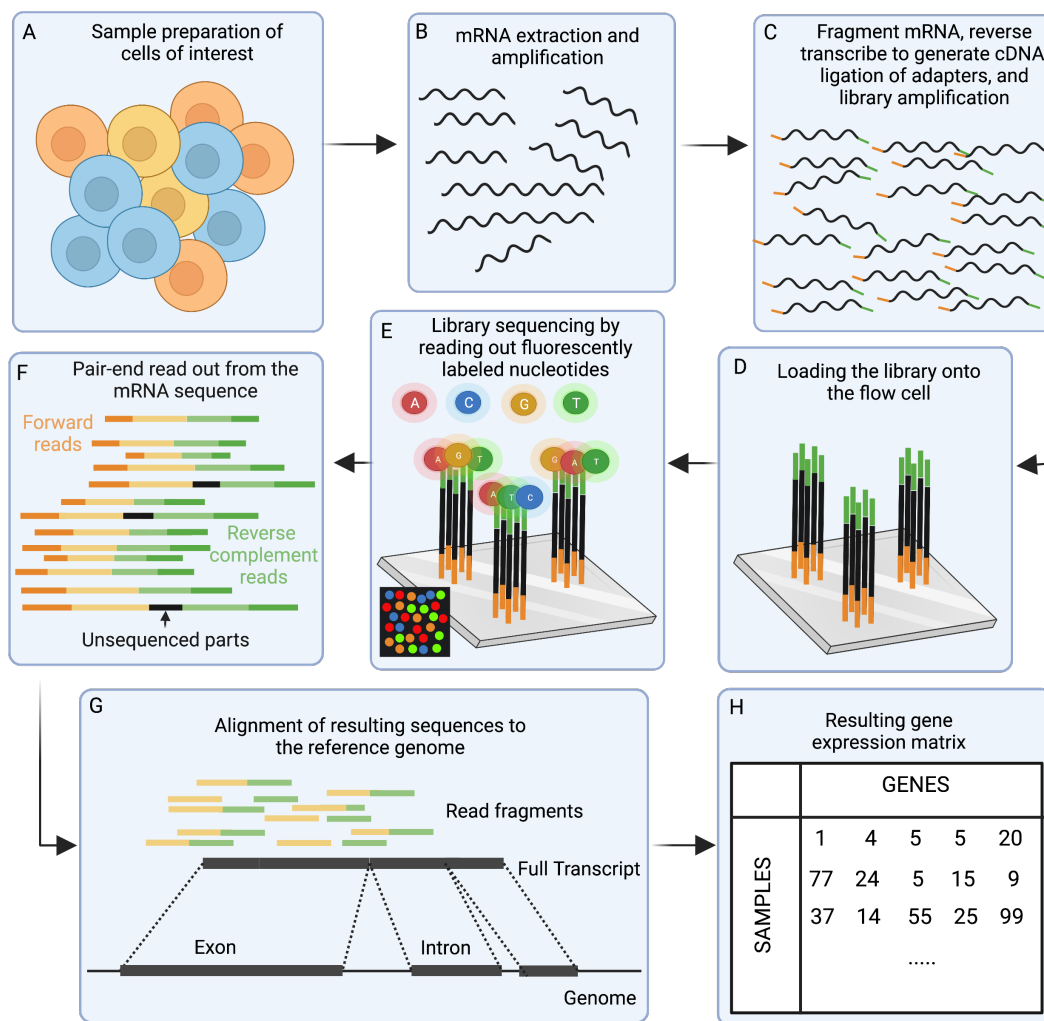 A
Sample preparation of
cells of interest
B
mRNA extraction and
amplification
C
Fragment mRNA, reverse
transcribe to generate cDNA
ligation of adapters, and
library amplification
D
Loading the library onto
the flow cell
E
Library sequencing by
reading out fluorescently
labeled nucleotides
A C G T
A G T
G A T
A T C
F
Pair-end read out from the
mRNA sequence
Forward
reads
Reverse
complement
reads
Unsequenced parts
G
Alignment of resulting sequences to
the reference genome
Read fragments
Full Transcript
Exon Intron
Genome
H
Resulting gene
expression matrix
GENES
SAMPLES
1 4 5 5 20
77 24 5 15 9
37 14 55 25 99
.....